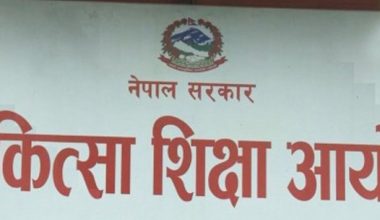 नेपाल सरकार
कित्सा शिक्षा आयो